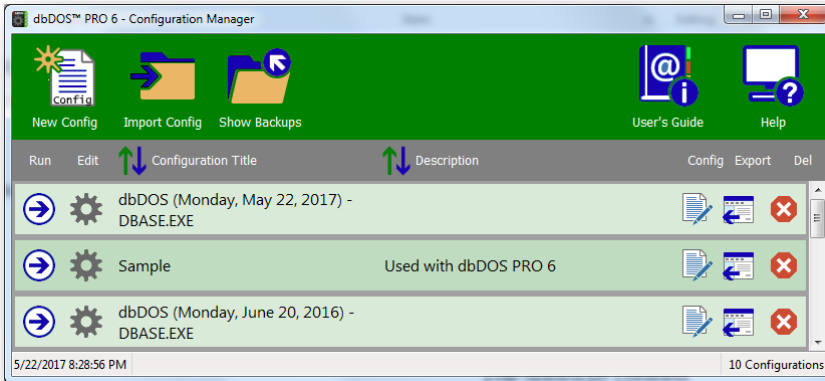 dbDOS™ PRO 6 - Configuration Manager
Config
New Config
Import Config
Show Backups
@
i
User's Guide
?
Help
Run
Edit
Configuration Title
Description
Config
Export
Del
dbDOS (Monday, May 22, 2017) -
DBASE.EXE
Sample
Used with dbDOS PRO 6
dbDOS (Monday, June 20, 2016) -
DBASE.EXE
5/22/2017 8:28:56 PM
10 Configurations